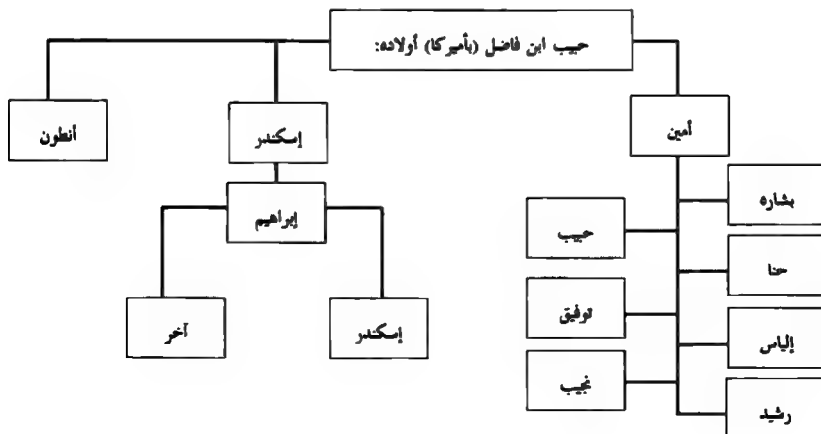 حبيب ابن فاضل (بأميركا) أولاده:
أمين
إسكندر
أنطون
بشاره
حبيب
حنا
توفيق
إلياس
نجيب
رشيد
إبراهيم
إسكندر
آخر